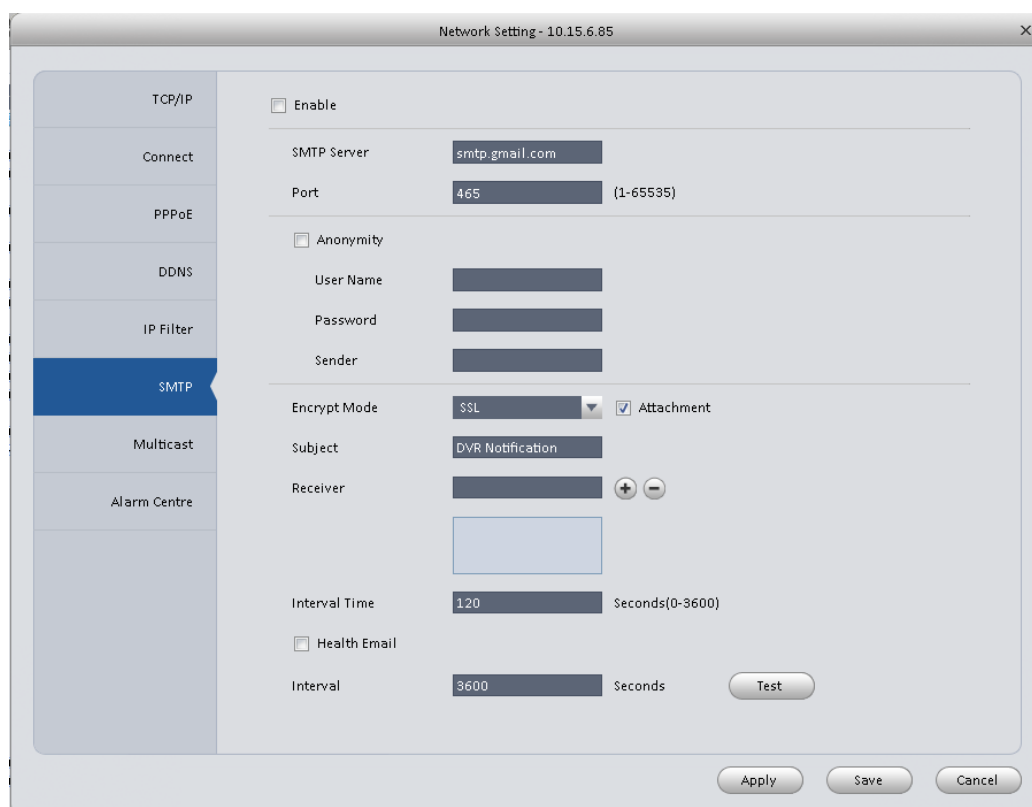 Network Setting - 10.15.6.85
TCP/IP
Connect
PPPoE
DDNS
IP Filter
SMTP
Multicast
Alarm Centre
Enable
SMTP Server smtp.gmail.com
Port 465 (1-65535)
Anonymity
User Name
Password
Sender
Encrypt Mode SSL Attachment
Subject DVR Notification
Receiver
Interval Time 120 Seconds(0-3600)
Health Email
Interval 3600 Seconds Test
Apply Save Cancel